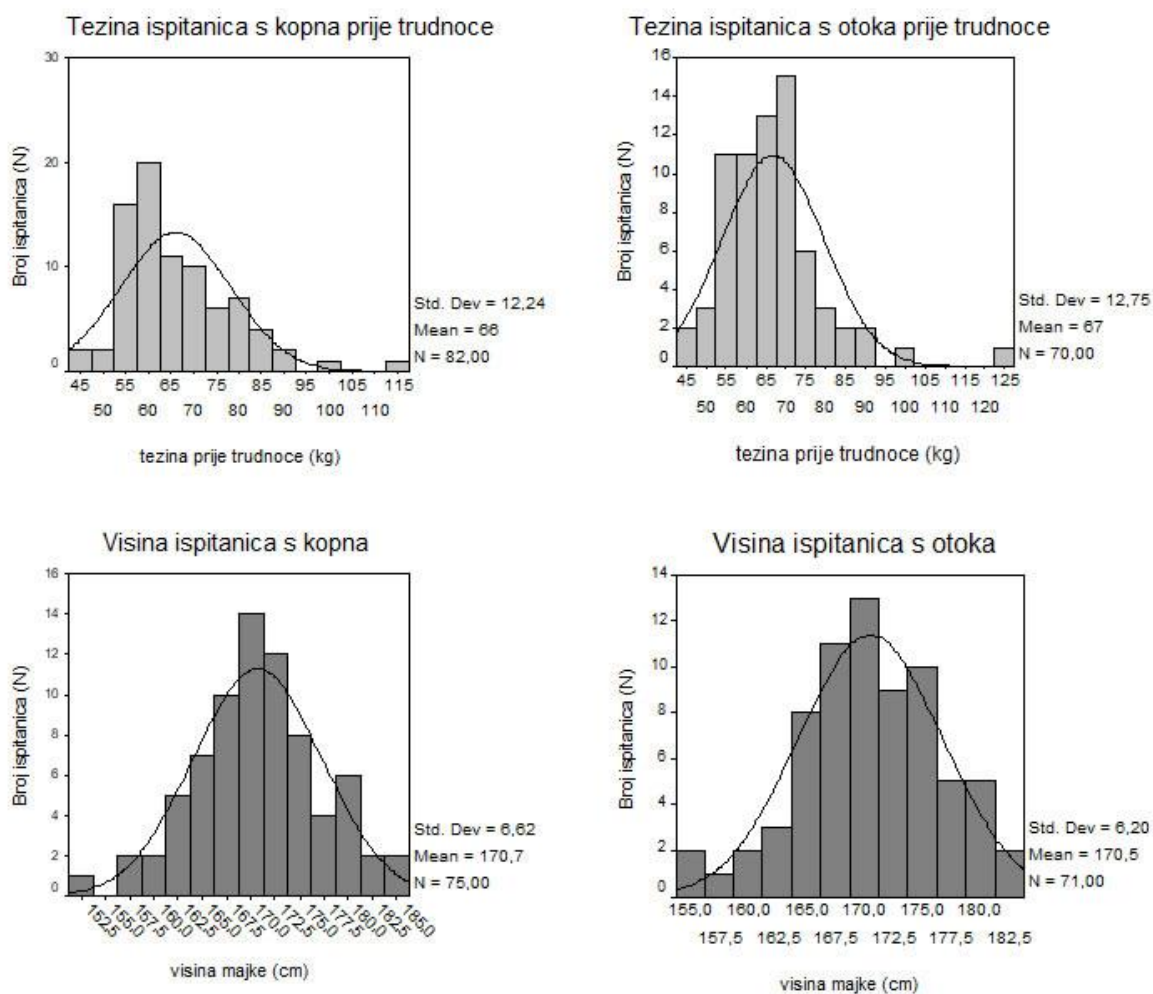 Tezina ispitanica s kopna prije trudnoce
30
20
10
0
Broj ispitanica (N)
Std. Dev = 12,24
Mean = 66
N = 82,00
45 55 65 75 85 95 105 115
50 60 70 80 90 100 110
tezina prije trudnoce (kg)
Tezina ispitanica s otoka prije trudnoce
16
14
12
10
8
6
4
2
0
Broj ispitanica (N)
Std. Dev = 12,75
Mean = 67
N = 70,00
45 55 65 75 85 95 105 115 125
50 60 70 80 90 100 110 120
tezina prije trudnoce (kg)
Visina ispitanica s kopna
16
14
12
10
8
6
4
2
0
Broj ispitanica (N)
Std. Dev = 6,62
Mean = 170,7
N = 75,00
152,5 155,0 157,5 160,0 162,5 165,0 167,5 170,0 172,5 175,0 177,5 180,0 182,5 185,0
visina majke (cm)
Visina ispitanica s otoka
14
12
10
8
6
4
2
0
Broj ispitanica (N)
Std. Dev = 6,20
Mean = 170,5
N = 71,00
155,0 160,0 165,0 170,0 175,0 180,0
157,5 162,5 167,5 172,5 177,5 182,5
visina majke (cm)